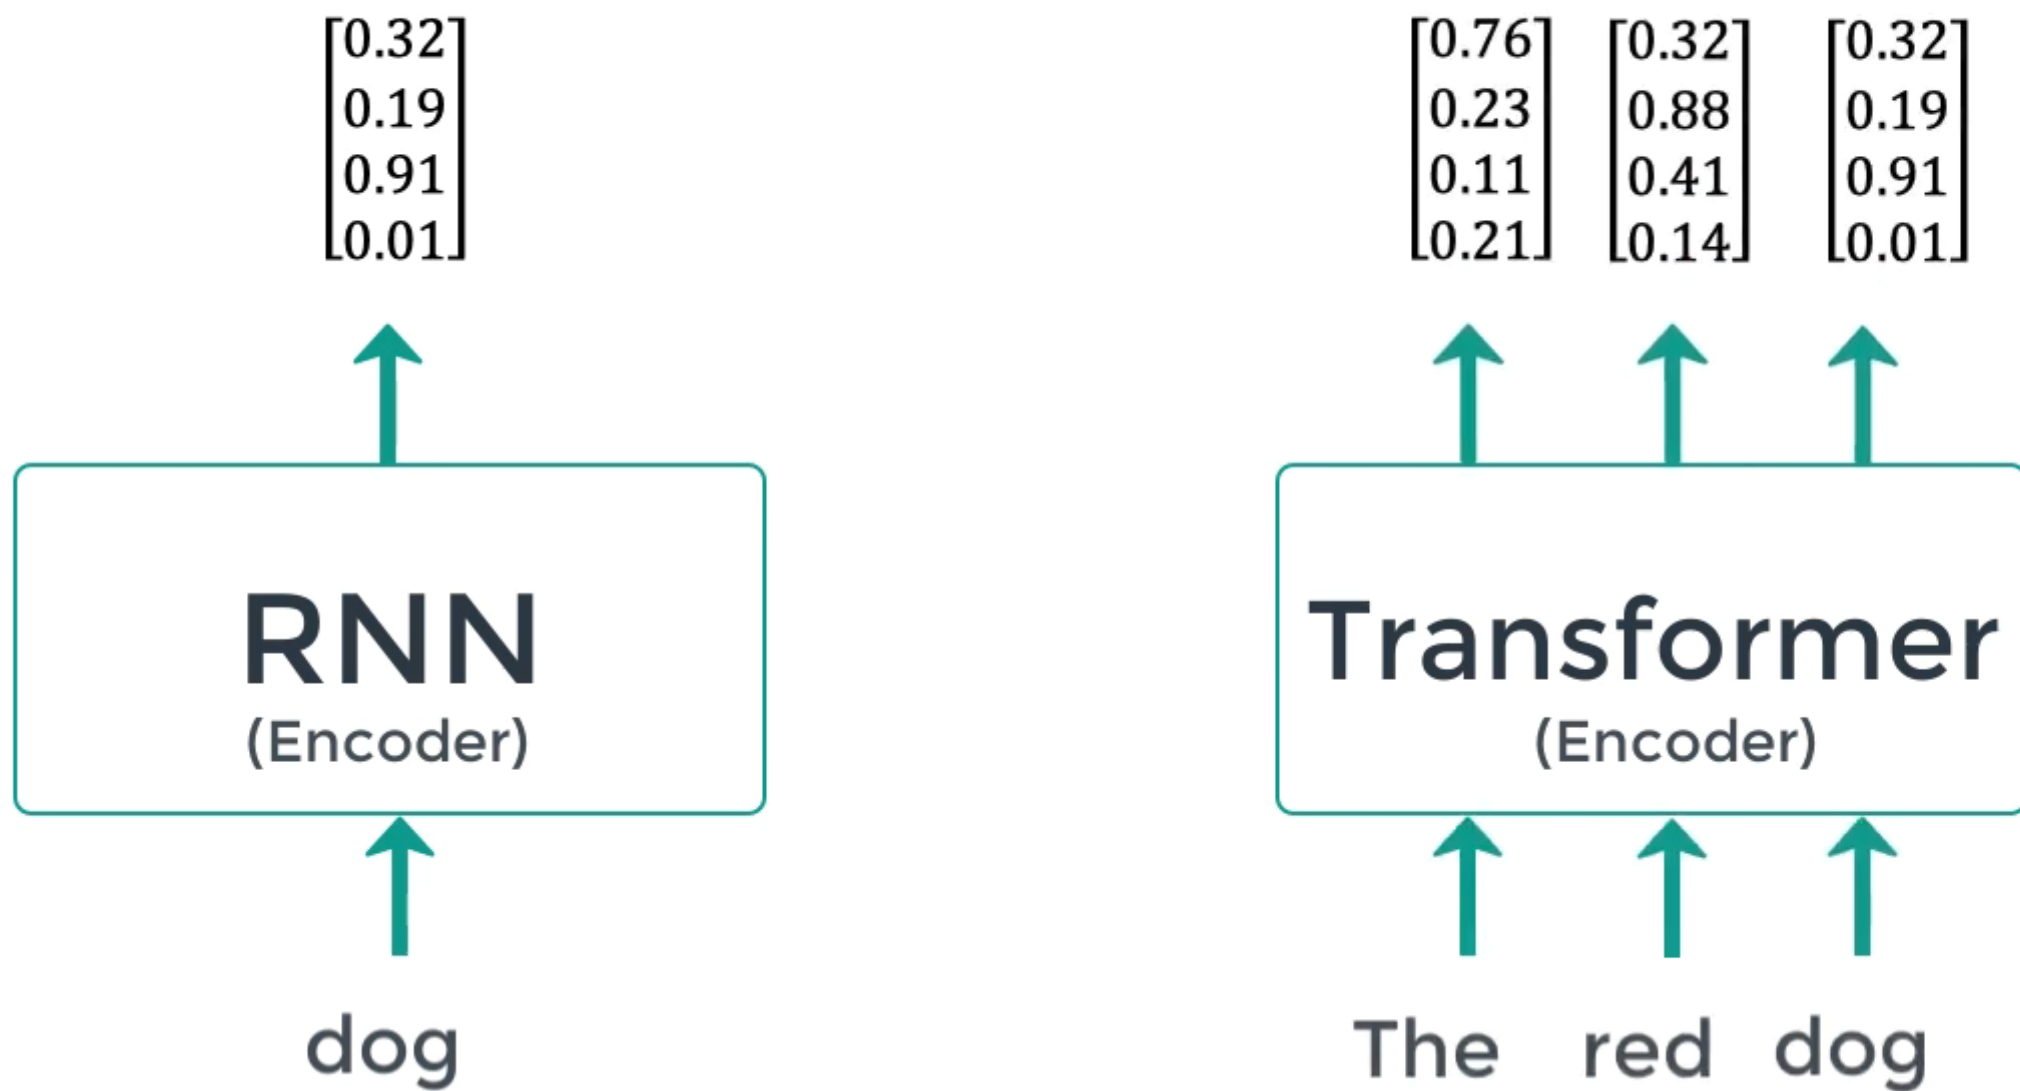 [0.32]
[0.19]
[0.91]
[0.01]
RNN
(Encoder)
dog
[0.76] [0.32] [0.32]
[0.23] [0.88] [0.19]
[0.11] [0.41] [0.91]
[0.21] [0.14] [0.01]
Transformer
(Encoder)
The red dog